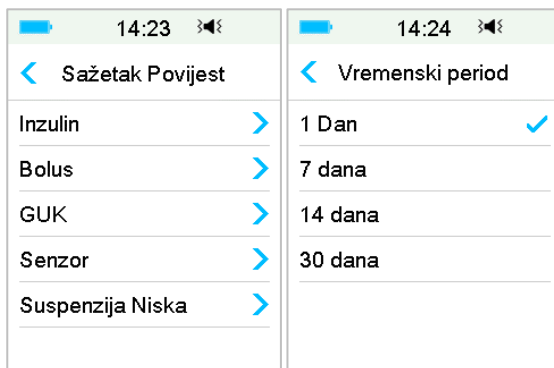 14:23
Sažetak Povijest
Inzulin
Bolus
GUK
Senzor
Suspenzija Niska
14:24
Vremenski period
1 Dan
7 dana
14 dana
30 dana